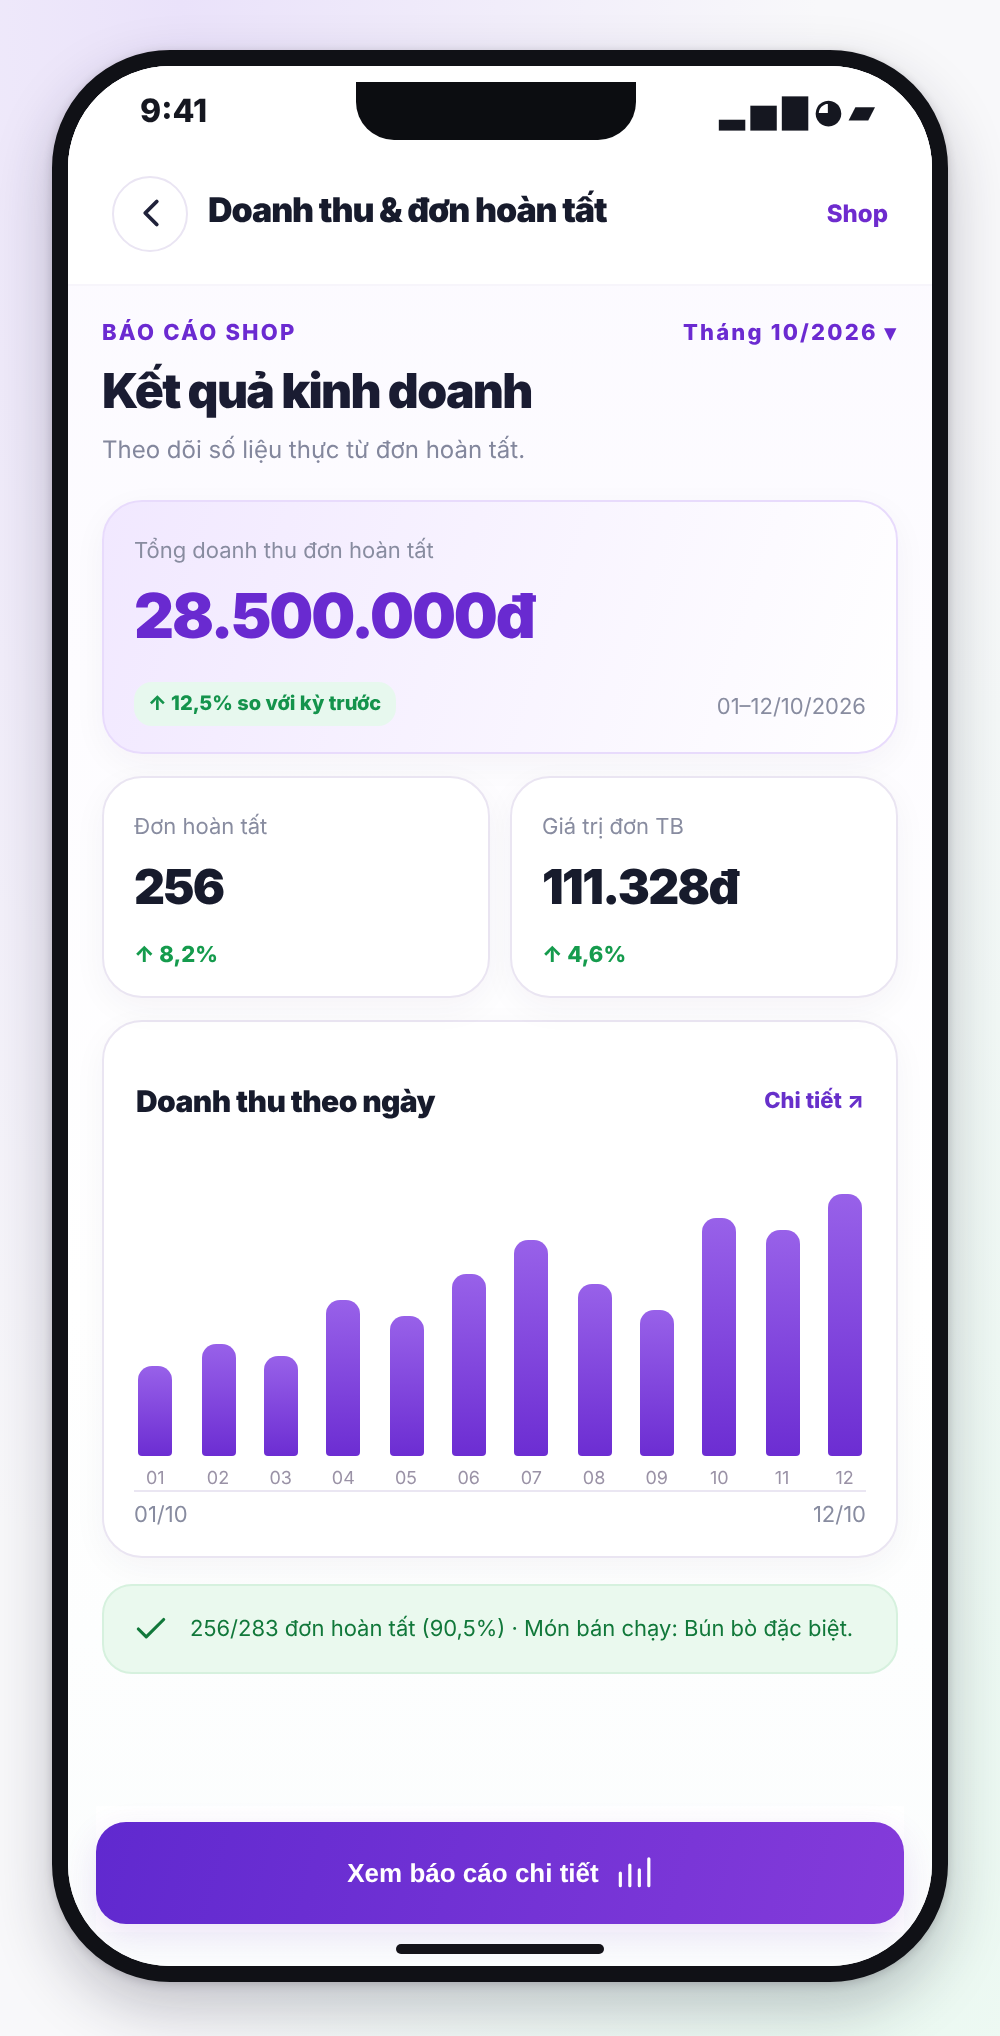 9:41
Doanh thu & đơn hoàn tất
Shop
BÁO CÁO SHOP
Tháng 10/2026 ▾
Kết quả kinh doanh
Theo dõi số liệu thực từ đơn hoàn tất.
Tổng doanh thu đơn hoàn tất
28.500.000đ
↑ 12,5% so với kỳ trước
01–12/10/2026
Đơn hoàn tất
256
↑ 8,2%
Giá trị đơn TB
111.328đ
↑ 4,6%
Doanh thu theo ngày
Chi tiết ↗
01 02 03 04 05 06 07 08 09 10 11 12
01/10
12/10
256/283 đơn hoàn tất (90,5%) · Món bán chạy: Bún bò đặc biệt.
Xem báo cáo chi tiết